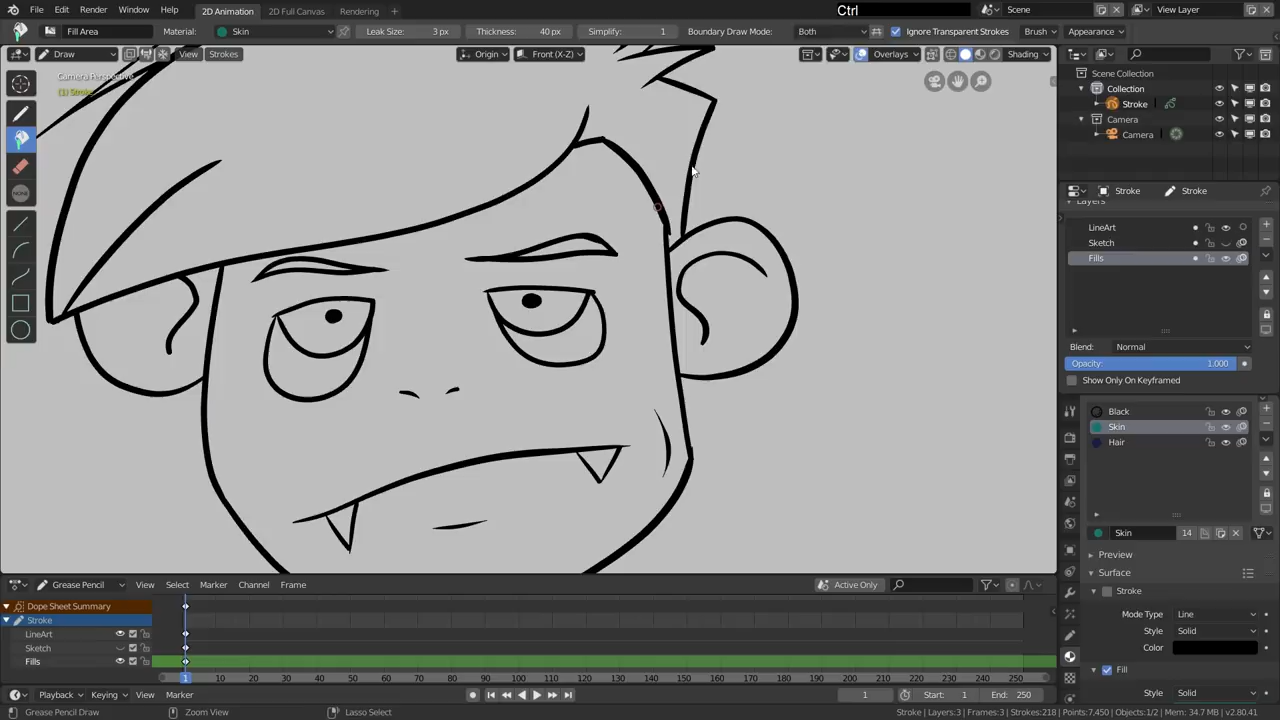 File Edit Render Window Help 2D Animation 2D Full Canvas Rendering + Ctrl Scene View Layer
Fill Area Material: Skin Leak Size: 3 px Thickness: 40 px Simplify: 1 Boundary Draw Mode: Both Ignore Transparent Strokes Brush Appearance
Draw View Strokes Origin Front (X-Z) Overlays Shading
Camera Perspective
(1) Stroke
NONE
Scene Collection
Collection
Stroke
Camera
Camera
Stroke Stroke
Layers
LineArt
Sketch
Fills
Blend: Normal
Opacity: 1.000
Show Only On Keyframed
Black
Skin
Hair
Skin 14
Preview
Surface
Stroke
Mode Type Line
Style Solid
Color
Fill
Style Solid
Grease Pencil View Select Marker Channel Frame Active Only
Dope Sheet Summary
Stroke
LineArt
Sketch
Fills
1 10 20 30 40 50 60 70 80 90 100 110 120 130 140 150 160 170 180 190 200 210 220 230 240 250
Playback Keying View Marker 1 Start: 1 End: 250
Grease Pencil Draw Zoom View Lasso Select Stroke | Layers:3 | Frames:3 | Strokes:218 | Points:7,450 | Objects:1/2 | Mem: 34.7 MB | v2.80.41